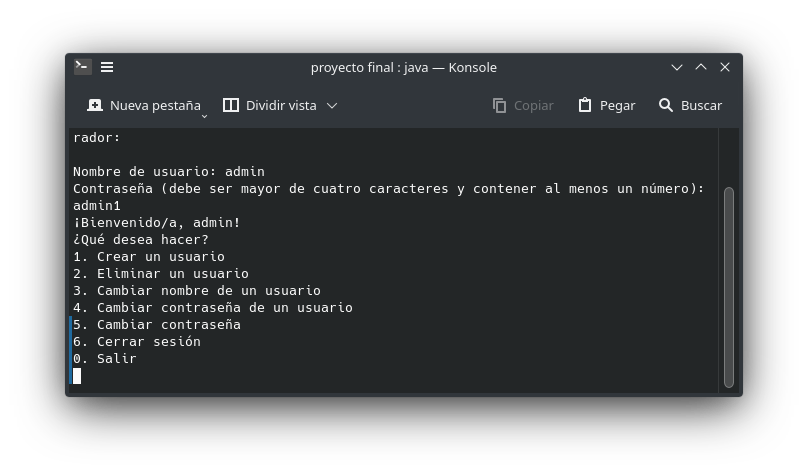 proyecto final : java — Konsole
Nueva pestaña
Dividir vista
Copiar
Pegar
Buscar
rador:
Nombre de usuario: admin
Contraseña (debe ser mayor de cuatro caracteres y contener al menos un número):
admin1
¡Bienvenido/a, admin!
¿Qué desea hacer?
1. Crear un usuario
2. Eliminar un usuario
3. Cambiar nombre de un usuario
4. Cambiar contraseña de un usuario
5. Cambiar contraseña
6. Cerrar sesión
0. Salir